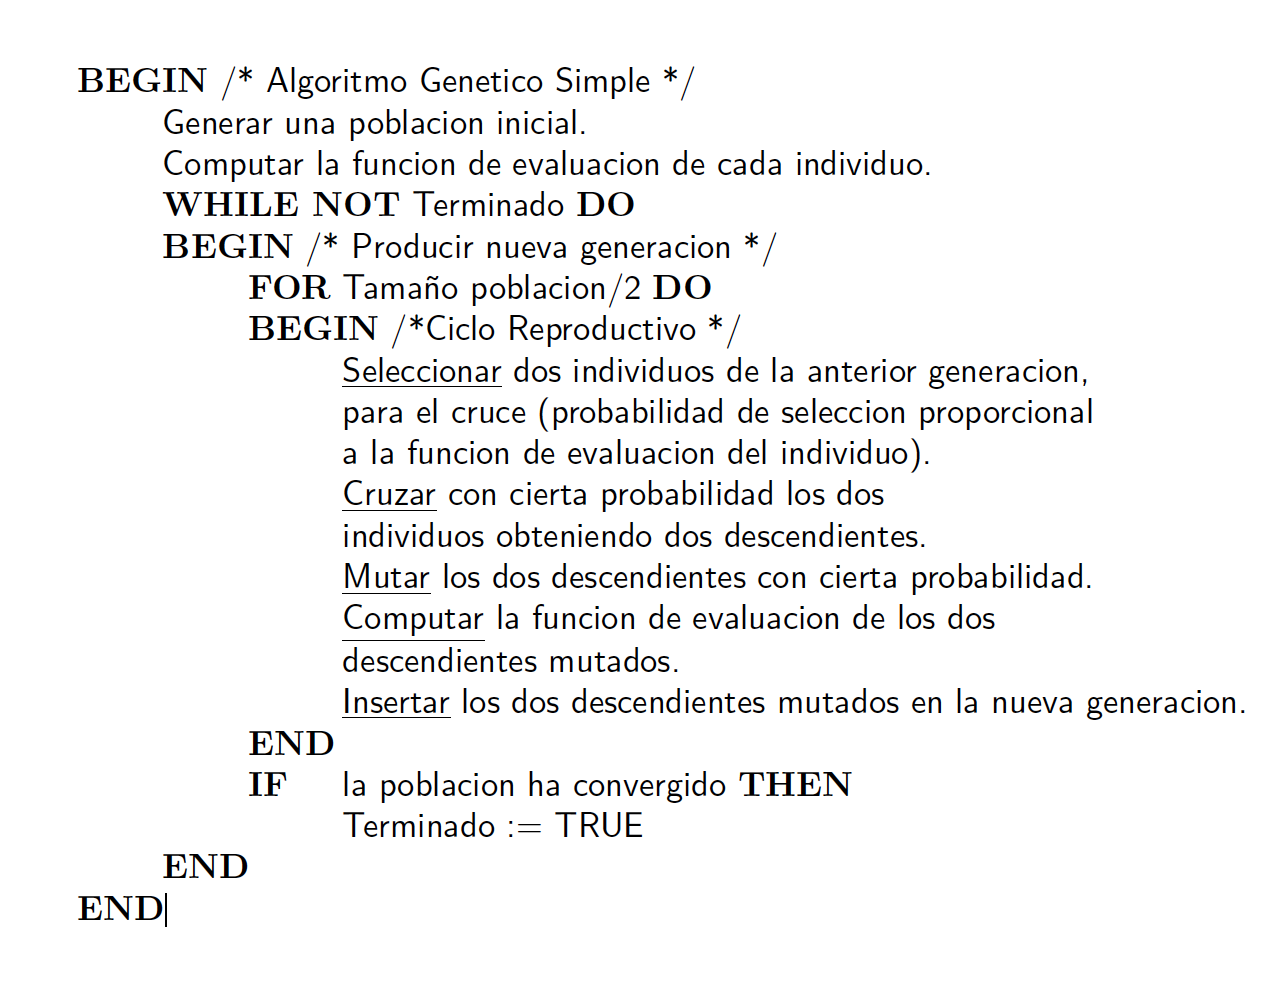 BEGIN /* Algoritmo Genetico Simple */
Generar una poblacion inicial.
Computar la funcion de evaluacion de cada individuo.
WHILE NOT Terminado DO
BEGIN /* Producir nueva generacion */
FOR Tamaño poblacion/2 DO
BEGIN /*Ciclo Reproductivo */
Seleccionar dos individuos de la anterior generacion,
para el cruce (probabilidad de seleccion proporcional
a la funcion de evaluacion del individuo).
Cruzar con cierta probabilidad los dos
individuos obteniendo dos descendientes.
Mutar los dos descendientes con cierta probabilidad.
Computar la funcion de evaluacion de los dos
descendientes mutados.
Insertar los dos descendientes mutados en la nueva generacion.
END
IF la poblacion ha convergido THEN
Terminado := TRUE
END
END